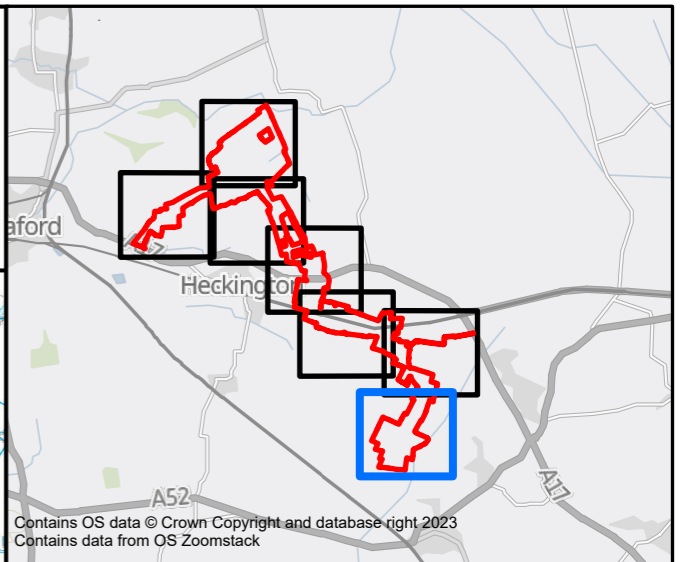 aford
Heckington
A52
A17
Contains OS data © Crown Copyright and database right 2023
Contains data from OS Zoomstack